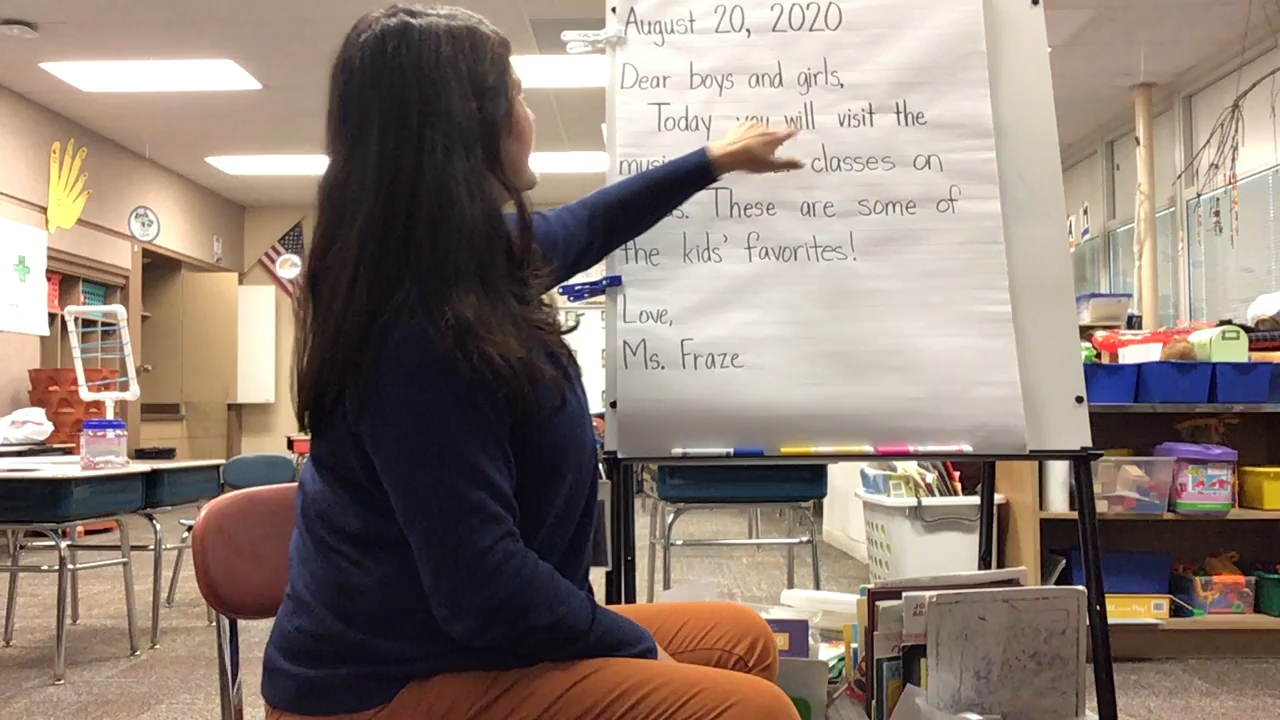 August 20, 2020
Dear boys and girls,
Today you will visit the
classes on
These are some of
the kids' favorites!
Love,
Ms. Fraze